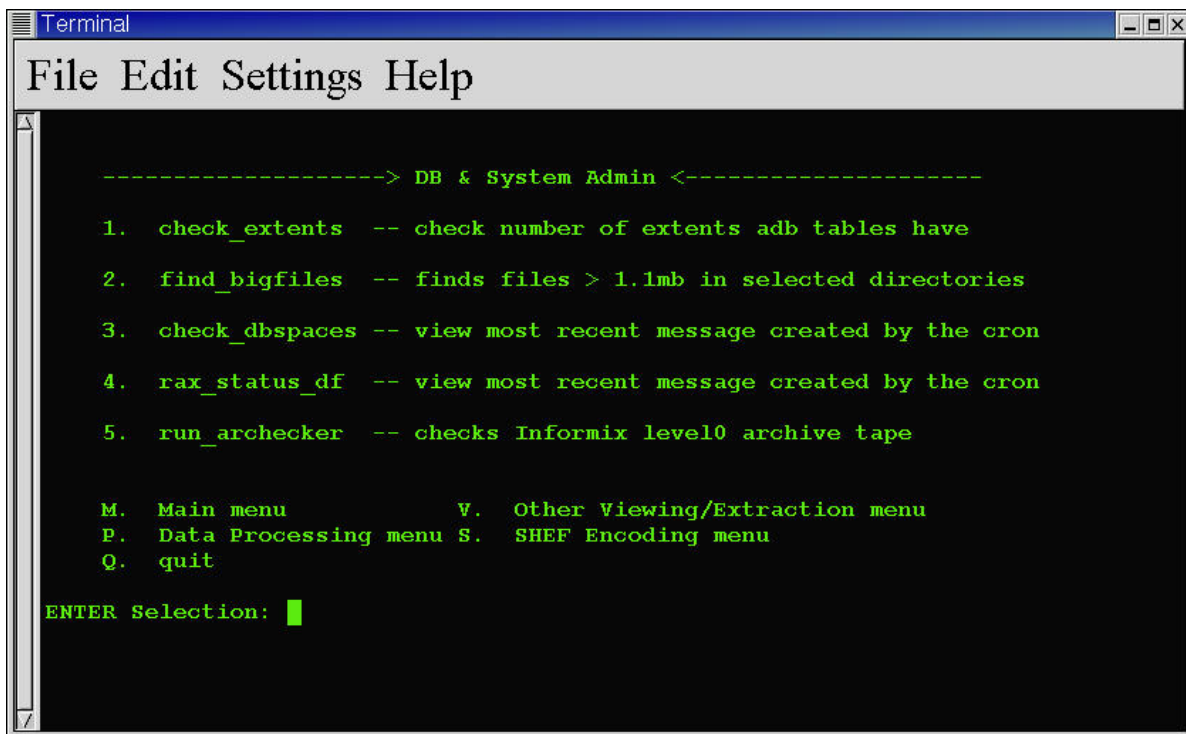 Terminal
File Edit Settings Help
--------------------> DB & System Admin <---------------------
1. check_extents -- check number of extents adb tables have
2. find_bigfiles -- finds files > 1.1mb in selected directories
3. check_dbspaces -- view most recent message created by the cron
4. rax_status_df -- view most recent message created by the cron
5. run_archecker -- checks Informix level0 archive tape
M. Main menu V. Other Viewing/Extraction menu
P. Data Processing menu S. SHEF Encoding menu
Q. quit
ENTER Selection: